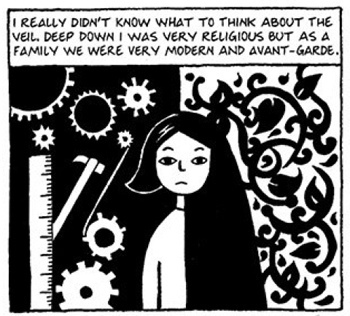 I REALLY DIDN'T KNOW WHAT TO THINK ABOUT THE
VEIL. DEEP DOWN I WAS VERY RELIGIOUS BUT AS A
FAMILY WE WERE VERY MODERN AND AVANT-GARDE.